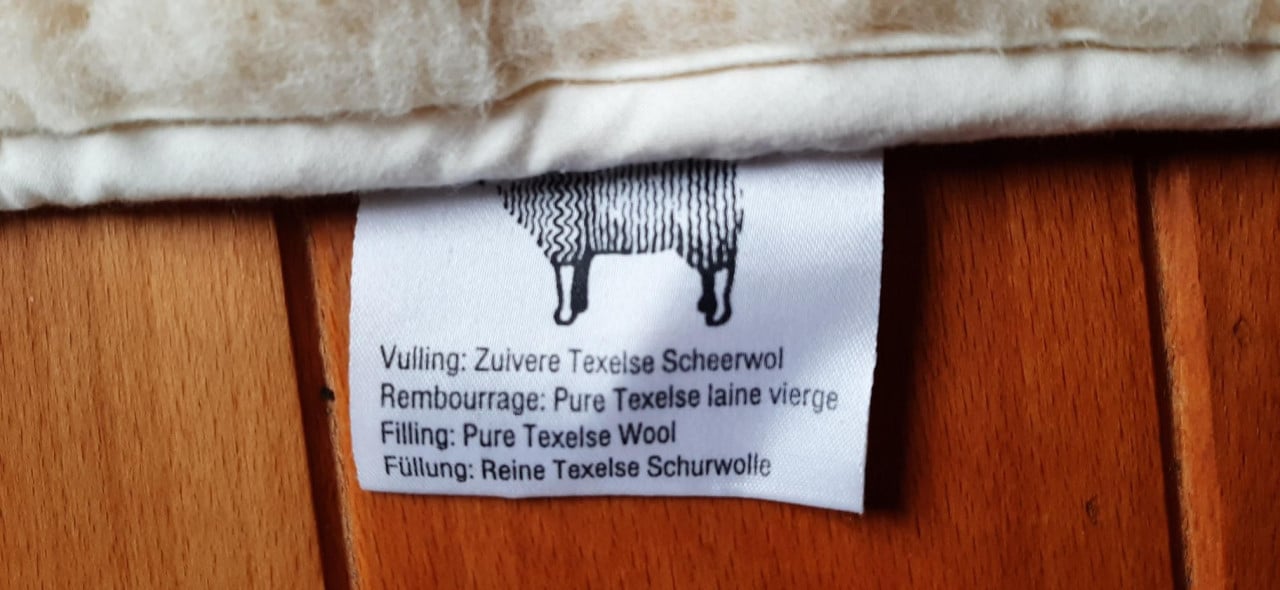 Vulling: Zuivere Texelse Scheerwol
Rembourrage: Pure Texelse laine vierge
Filling: Pure Texelse Wool
Füllung: Reine Texelse Schurwolle